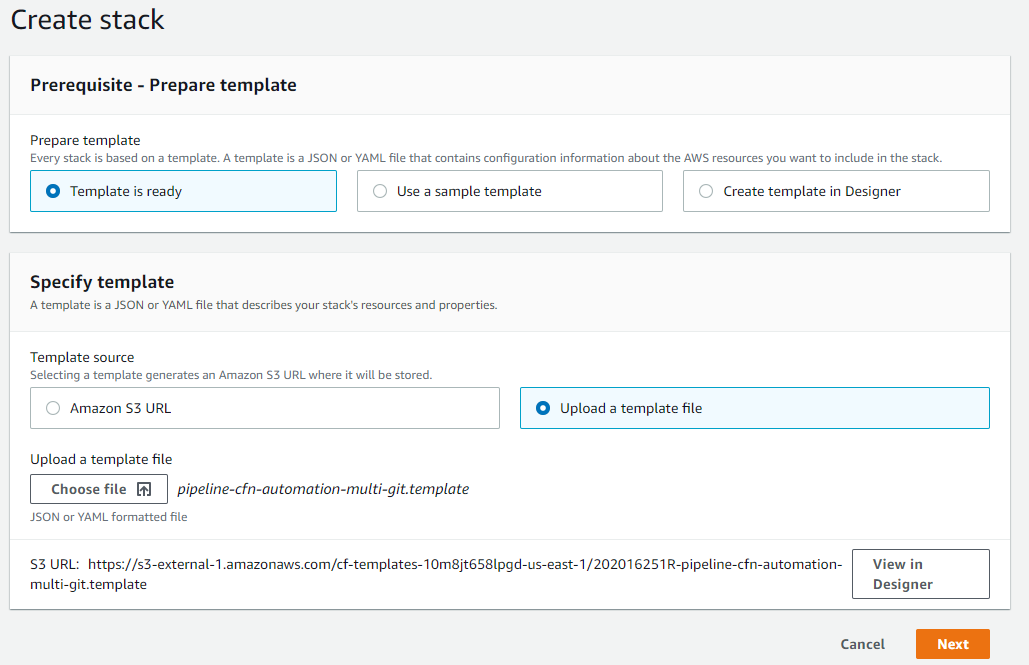 Create stack
Prerequisite - Prepare template
Prepare template
Every stack is based on a template. A template is a JSON or YAML file that contains configuration information about the AWS resources you want to include in the stack.
Template is ready
Use a sample template
Create template in Designer
Specify template
A template is a JSON or YAML file that describes your stack's resources and properties.
Template source
Selecting a template generates an Amazon S3 URL where it will be stored.
Amazon S3 URL
Upload a template file
Upload a template file
Choose file
pipeline-cfn-automation-multi-git.template
JSON or YAML formatted file
S3 URL: https://s3-external-1.amazonaws.com/cf-templates-10m8jt658lpgd-us-east-1/202016251R-pipeline-cfn-automation-
multi-git.template
View in
Designer
Cancel
Next